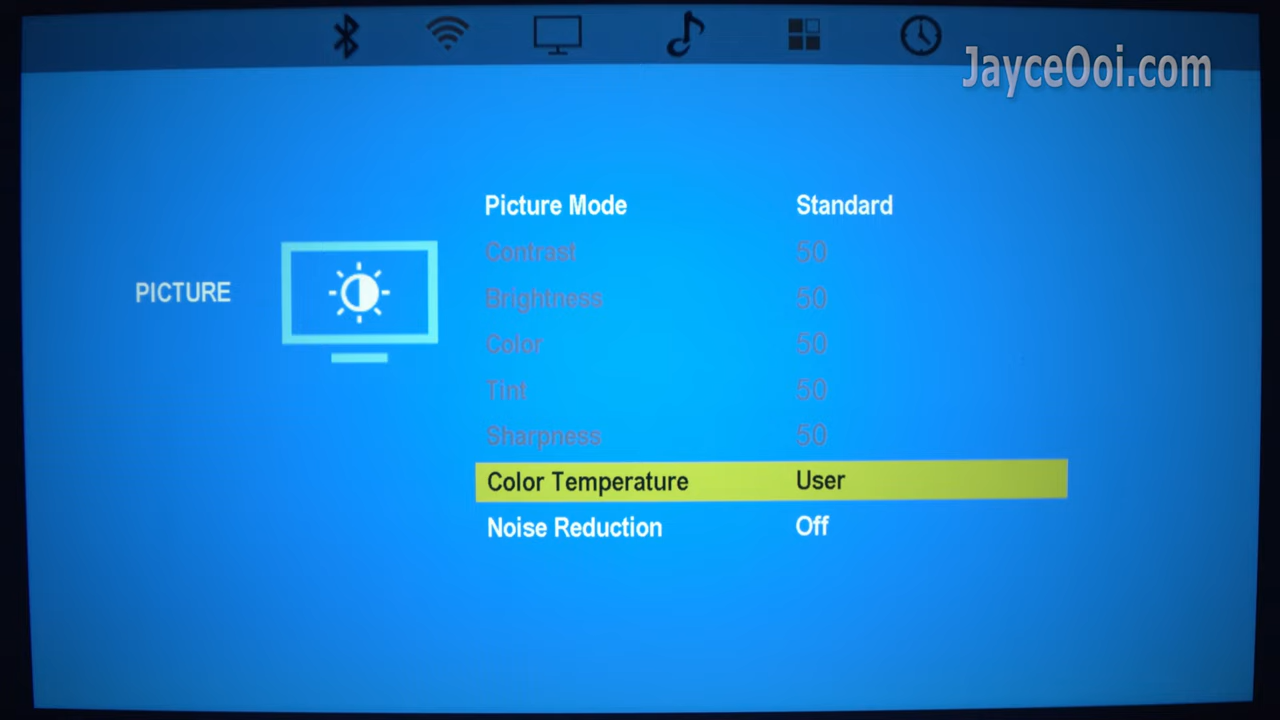 JayceOoi.com
Picture Mode Standard
Contrast 50
Brightness 50
PICTURE
Color 50
Tint 50
Sharpness 50
Color Temperature User
Noise Reduction Off